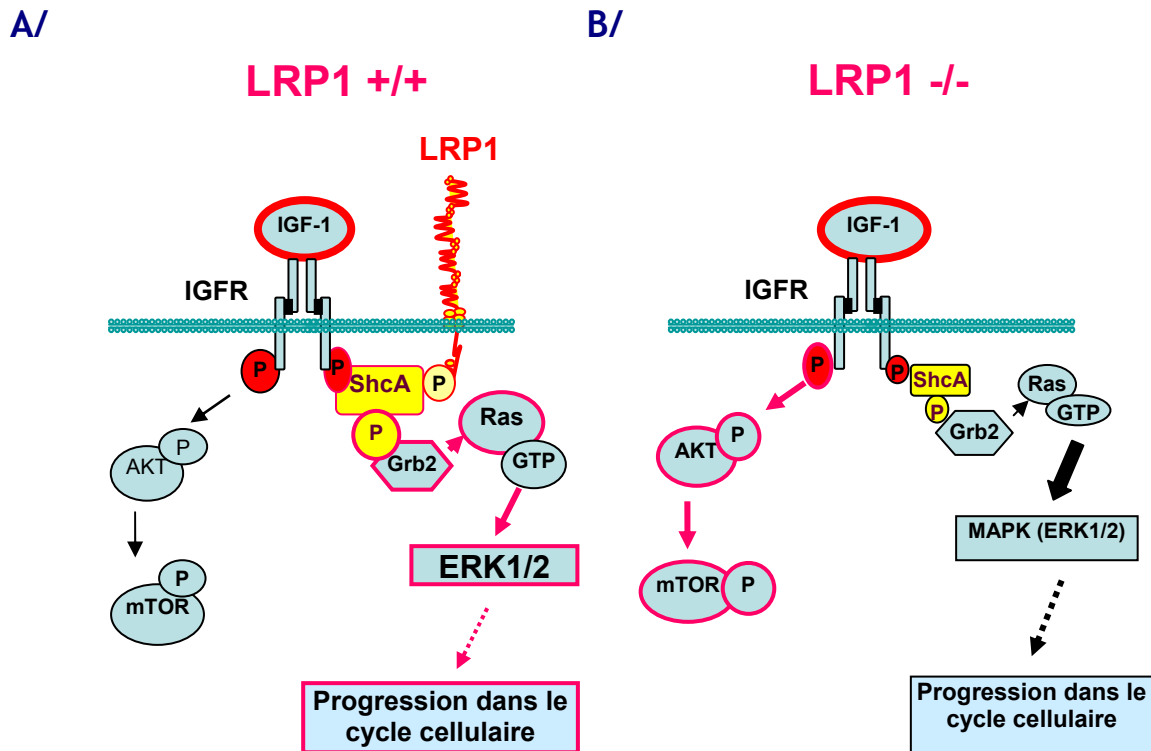 A/
LRP1 +/+
LRP1
IGF-1
IGFR
P
P
ShcA
P
P
Grb2
Ras
GTP
AKT
P
P
mTOR
ERK1/2
Progression dans le
cycle cellulaire
B/
LRP1 -/-
IGF-1
IGFR
P
P
ShcA
P
Grb2
Ras
GTP
AKT
P
mTOR
P
MAPK (ERK1/2)
Progression dans le
cycle cellulaire